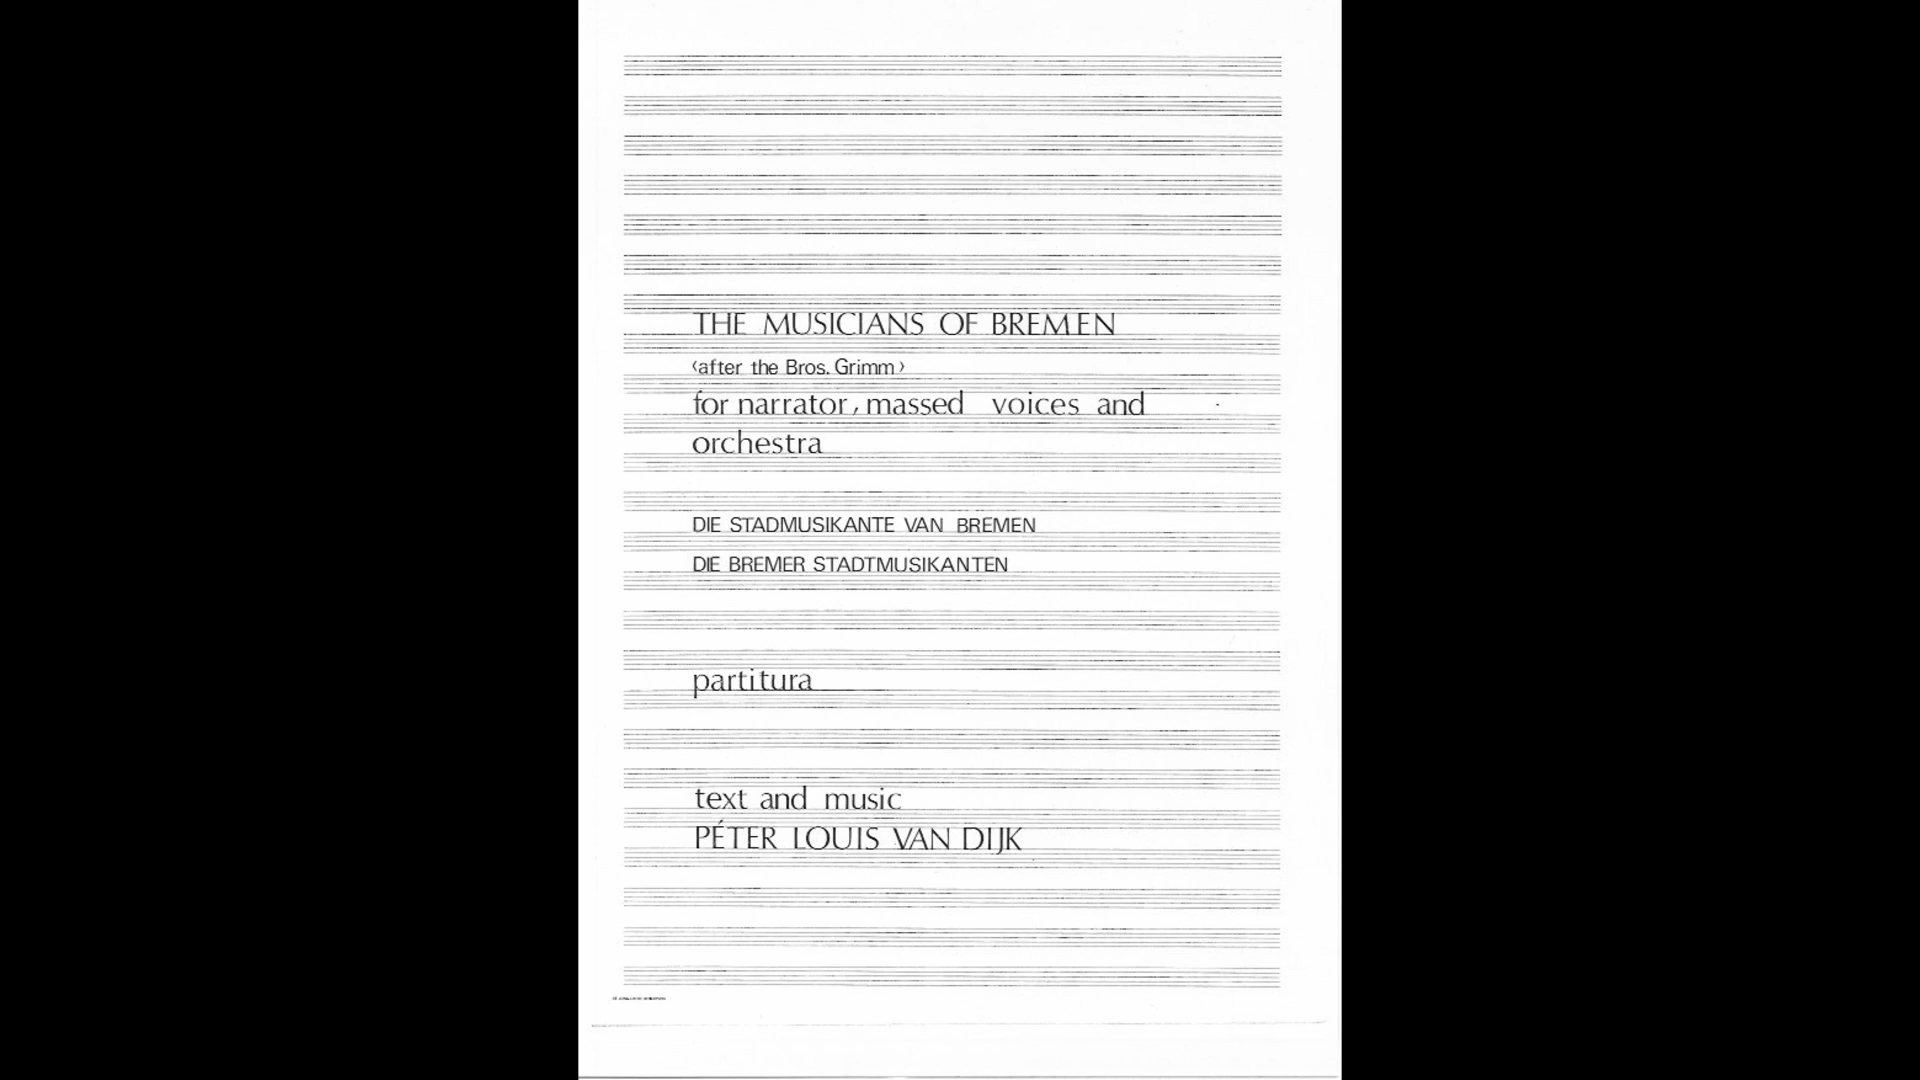 THE MUSICIANS OF BREMEN
(after the Bros. Grimm)
for narrator, massed voices and
orchestra
DIE STADMUSIKANTE VAN BREMEN
DIE BREMER STADTMUSIKANTEN
partitura
text and music
PÉTER LOUIS VAN DIJK